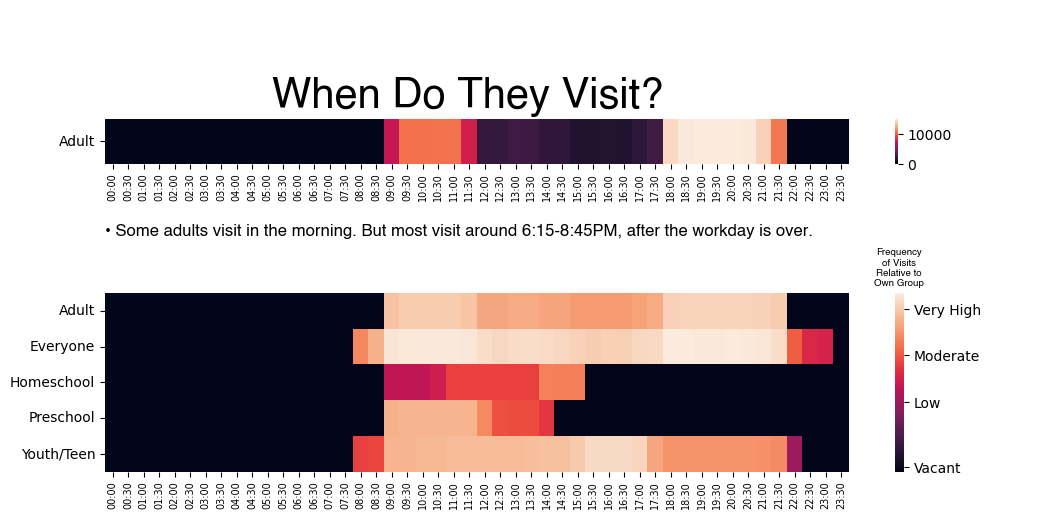 When Do They Visit?
Adult
10000
0
00:00 00:30 01:00 01:30 02:00 02:30 03:00 03:30 04:00 04:30 05:00 05:30 06:00 06:30 07:00 07:30 08:00 08:30 09:00 09:30 10:00 10:30 11:00 11:30 12:00 12:30 13:00 13:30 14:00 14:30 15:00 15:30 16:00 16:30 17:00 17:30 18:00 18:30 19:00 19:30 20:00 20:30 21:00 21:30 22:00 22:30 23:00 23:30
• Some adults visit in the morning. But most visit around 6:15-8:45PM, after the workday is over.
Frequency
of Visits
Relative to
Own Group
Adult
Everyone
Homeschool
Preschool
Youth/Teen
Very High
Moderate
Low
Vacant
00:00 00:30 01:00 01:30 02:00 02:30 03:00 03:30 04:00 04:30 05:00 05:30 06:00 06:30 07:00 07:30 08:00 08:30 09:00 09:30 10:00 10:30 11:00 11:30 12:00 12:30 13:00 13:30 14:00 14:30 15:00 15:30 16:00 16:30 17:00 17:30 18:00 18:30 19:00 19:30 20:00 20:30 21:00 21:30 22:00 22:30 23:00 23:30